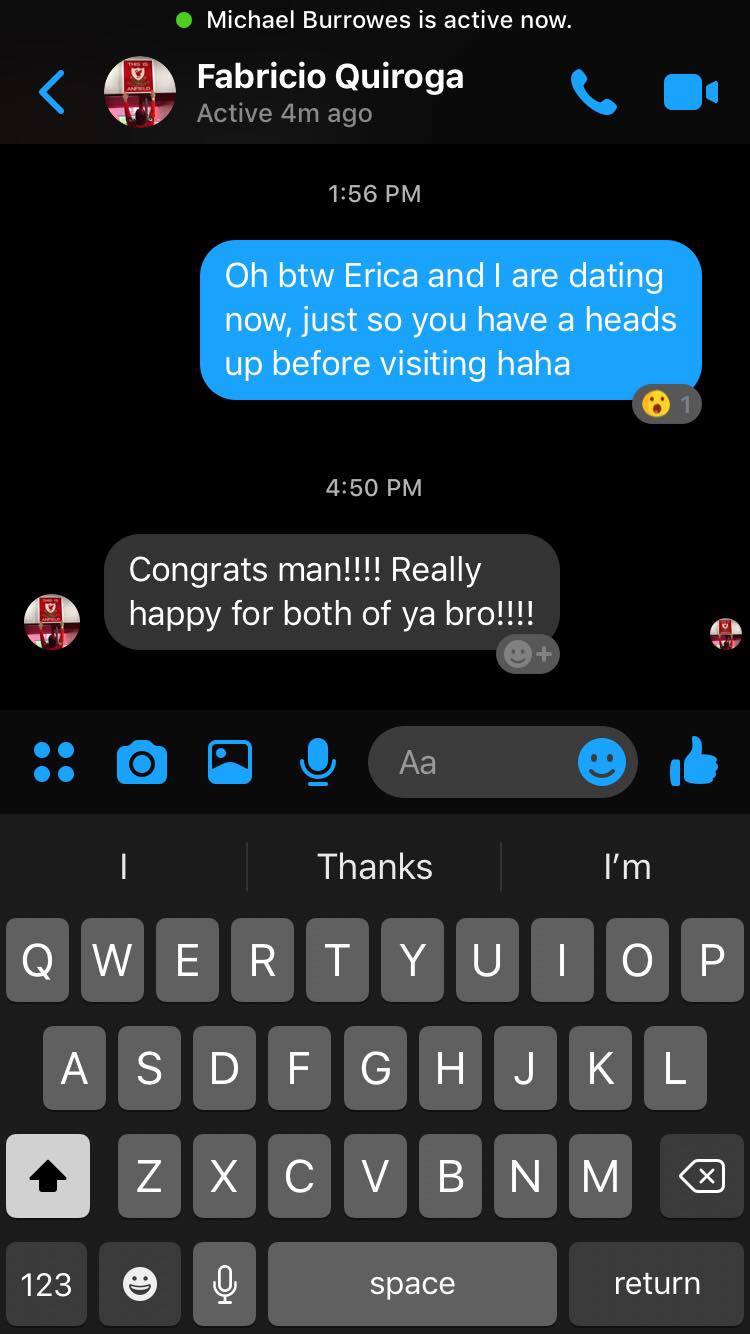 Michael Burrowes is active now.
Fabricio Quiroga
Active 4m ago
1:56 PM
Oh btw Erica and I are dating
now, just so you have a heads
up before visiting haha
1
4:50 PM
Congrats man!!!! Really
happy for both of ya bro!!!!
Aa
I Thanks I’m
Q W E R T Y U I O P
A S D F G H J K L
Z X C V B N M
123 space return